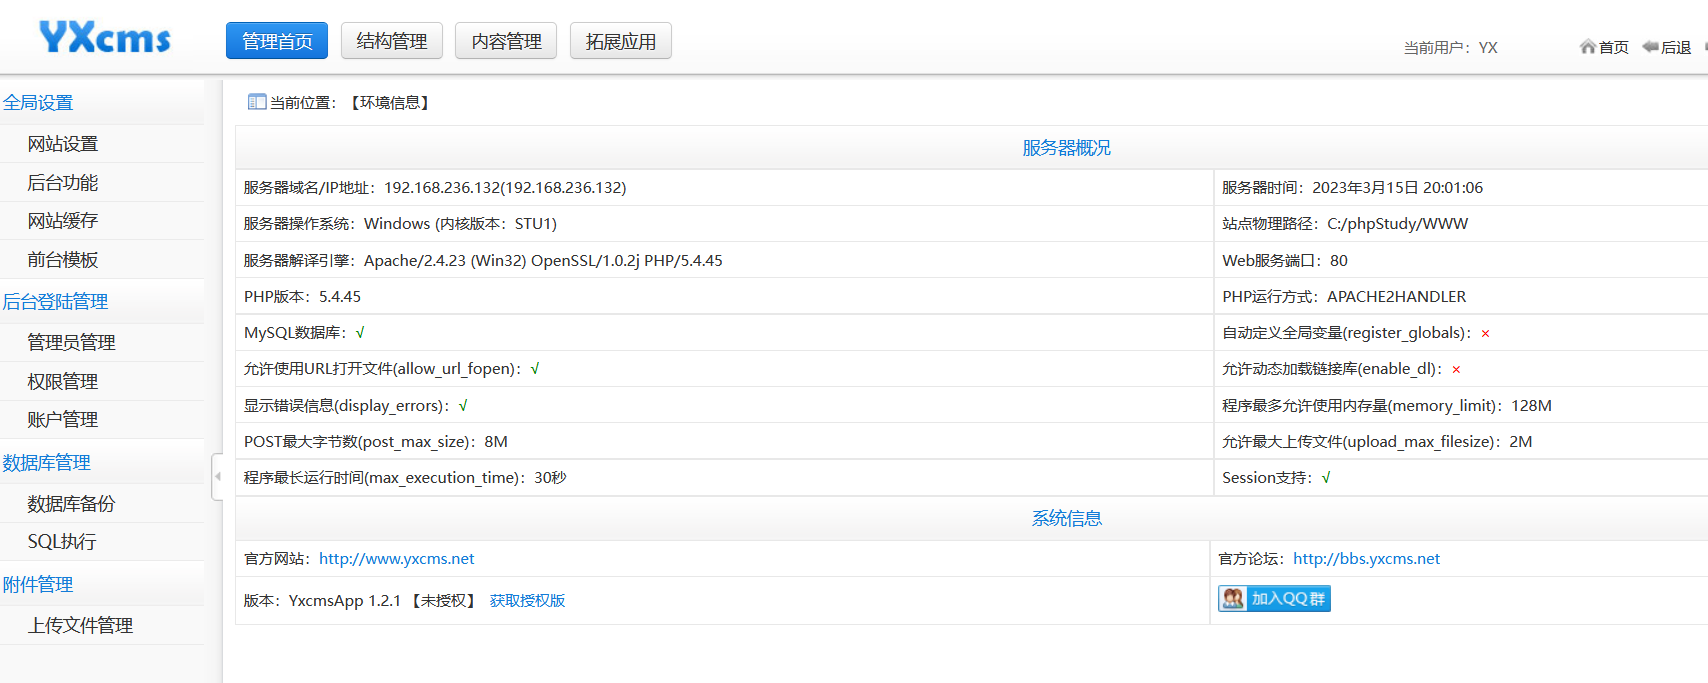 YXcms
管理首页 结构管理 内容管理 拓展应用
当前用户：YX 首页 后退
全局设置
网站设置
后台功能
网站缓存
前台模板
后台登陆管理
管理员管理
权限管理
账户管理
数据库管理
数据库备份
SQL执行
附件管理
上传文件管理
当前位置：【环境信息】
服务器概况
服务器域名/IP地址：192.168.236.132(192.168.236.132) 服务器时间：2023年3月15日 20:01:06
服务器操作系统：Windows (内核版本：STU1) 站点物理路径：C:/phpStudy/WWW
服务器解译引擎：Apache/2.4.23 (Win32) OpenSSL/1.0.2j PHP/5.4.45 Web服务端口：80
PHP版本：5.4.45 PHP运行方式：APACHE2HANDLER
MySQL数据库：√ 自动定义全局变量(register_globals)：×
允许使用URL打开文件(allow_url_fopen)：√ 允许动态加载链接库(enable_dl)：×
显示错误信息(display_errors)：√ 程序最多允许使用内存量(memory_limit)：128M
POST最大字节数(post_max_size)：8M 允许最大上传文件(upload_max_filesize)：2M
程序最长运行时间(max_execution_time)：30秒 Session支持：√
系统信息
官方网站：http://www.yxcms.net 官方论坛：http://bbs.yxcms.net
版本：YxcmsApp 1.2.1 【未授权】 获取授权版 加入QQ群